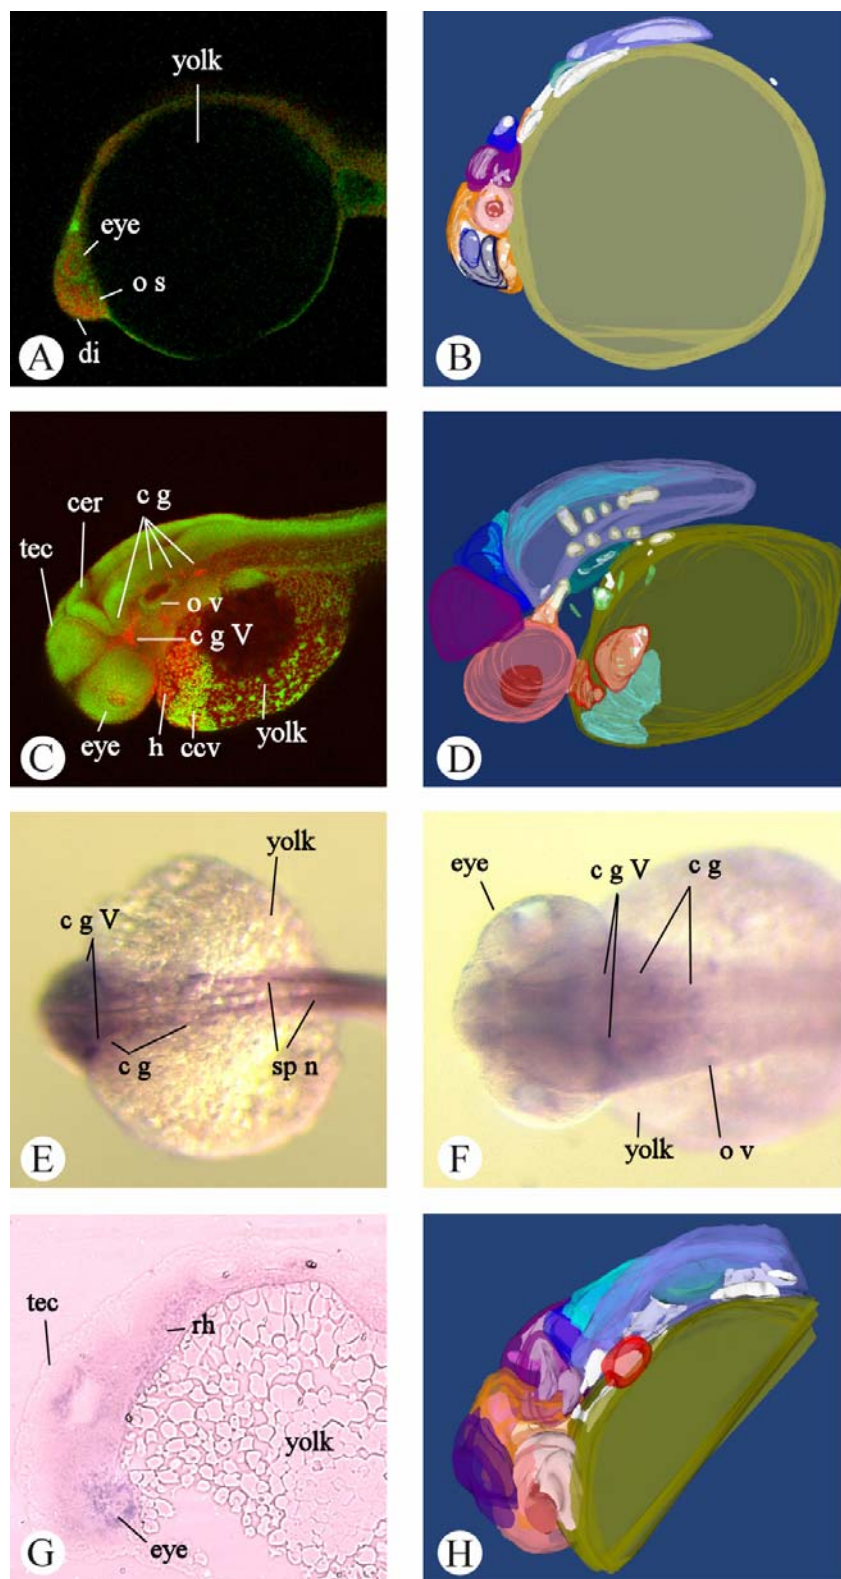 yolk
eye
o s
di
A
B
c g
cer
tec
o v
c g V
yolk
eye
h
ccv
C
D
yolk
c g V
c g
sp n
E
eye
c g V
c g
yolk
o v
F
tec
rh
yolk
eye
G
H